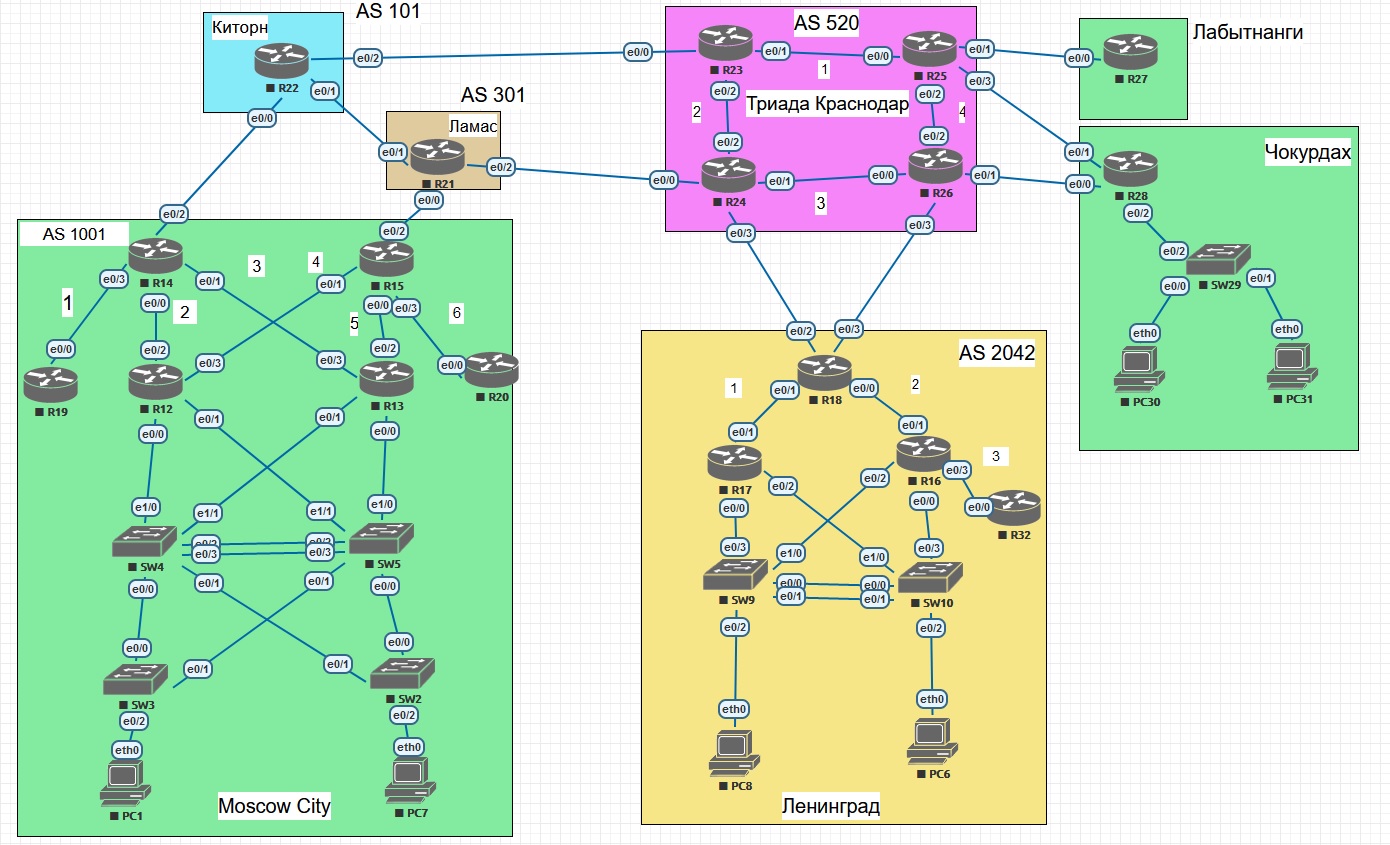 AS 101
Киторн
R22
e0/2
e0/1
e0/0
AS 301
Ламас
e0/1
R21
e0/2
e0/0
AS 520
e0/0
R23
e0/1
1
e0/0
R25
e0/1
e0/3
e0/2
2
Триада Краснодар
e0/2
4
e0/2
e0/2
e0/0
R24
e0/1
3
e0/0
R26
e0/1
e0/3
e0/3
Лабытнанги
e0/0
R27
Чокурдах
e0/1
e0/0
R28
e0/2
e0/2
SW29
e0/0
e0/1
eth0
eth0
PC30
PC31
AS 1001
e0/2
e0/2
R14
R15
e0/3
e0/1
3
4
e0/1
1
e0/0
2
5
e0/0
e0/3
6
e0/0
e0/2
e0/3
e0/3
e0/2
e0/0
R19
R12
R13
R20
e0/0
e0/1
e0/1
e0/0
e1/0
e1/1
e1/1
e1/0
e0/3
e0/3
SW4
SW5
e0/0
e0/1
e0/1
e0/0
e0/0
e0/1
e0/1
e0/0
SW3
SW2
e0/2
e0/2
eth0
eth0
PC1
PC7
Moscow City
AS 2042
e0/2
e0/3
R18
1
e0/1
e0/0
2
e0/1
e0/1
R17
R16
3
e0/2
e0/2
e0/3
e0/0
e0/0
e0/0
R32
e0/3
e1/0
e1/0
e0/3
SW9
e0/0
e0/0
SW10
e0/1
e0/1
e0/2
e0/2
eth0
eth0
PC8
PC6
Ленинград